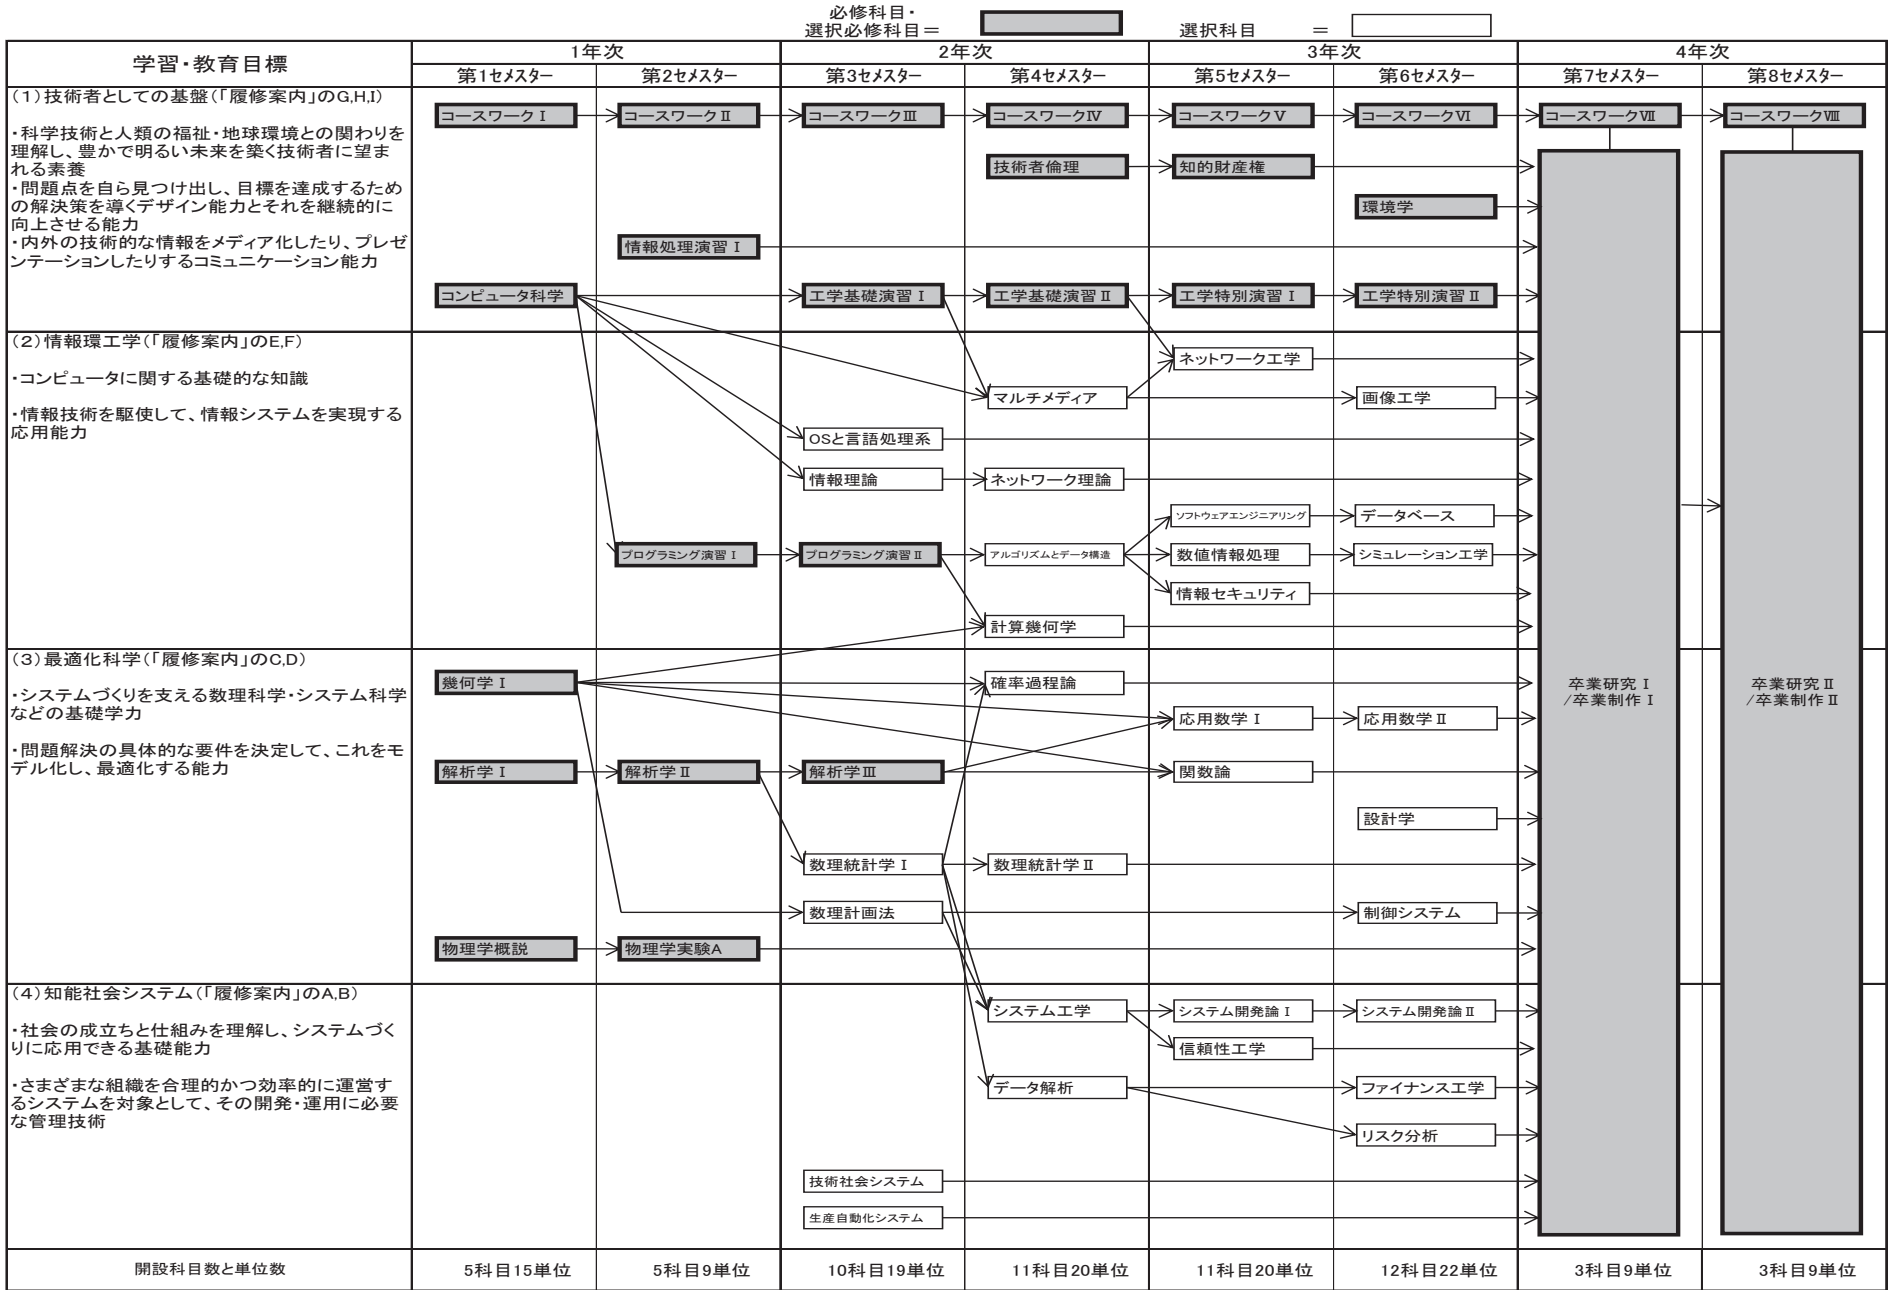 必修科目・
選択必修科目＝
選択科目　＝
学習・教育目標
1年次
2年次
3年次
4年次
第1セメスター
第2セメスター
第3セメスター
第4セメスター
第5セメスター
第6セメスター
第7セメスター
第8セメスター
(1)技術者としての基盤(「履修案内」のG,H,I)
・科学技術と人類の福祉・地球環境との関わりを
理解し、豊かで明るい未来を築く技術者に望ま
れる素養
・問題点を自ら見つけ出し、目標を達成するため
の解決策を導くデザイン能力とそれを継続的に
向上させる能力
・内外の技術的な情報をメディア化したり、プレゼ
ンテーションしたりするコミュニケーション能力
コースワークⅠ
コースワークⅡ
コースワークⅢ
コースワークⅣ
コースワークⅤ
コースワークⅥ
コースワークⅦ
コースワークⅧ
技術者倫理
知的財産権
環境学
情報処理演習Ⅰ
コンピュータ科学
工学基礎演習Ⅰ
工学基礎演習Ⅱ
工学特別演習Ⅰ
工学特別演習Ⅱ
(2)情報環工学(「履修案内」のE,F)
・コンピュータに関する基礎的な知識
・情報技術を駆使して、情報システムを実現する
応用能力
ネットワーク工学
マルチメディア
画像工学
OSと言語処理系
情報理論
ネットワーク理論
ソフトウェアエンジニアリング
データベース
プログラミング演習Ⅰ
プログラミング演習Ⅱ
アルゴリズムとデータ構造
数値情報処理
シミュレーション工学
情報セキュリティ
計算幾何学
(3)最適化科学(「履修案内」のC,D)
・システムづくりを支える数理科学・システム科学
などの基礎学力
・問題解決の具体的な要件を決定して、これをモ
デル化し、最適化する能力
幾何学Ⅰ
確率過程論
応用数学Ⅰ
応用数学Ⅱ
解析学Ⅰ
解析学Ⅱ
解析学Ⅲ
関数論
設計学
数理統計学Ⅰ
数理統計学Ⅱ
数理計画法
制御システム
物理学概説
物理学実験A
卒業研究Ⅰ
/卒業制作Ⅰ
卒業研究Ⅱ
/卒業制作Ⅱ
(4)知能社会システム(「履修案内」のA,B)
・社会の成立ちと仕組みを理解し、システムづく
りに応用できる基礎能力
・さまざまな組織を合理的かつ効率的に運営す
るシステムを対象として、その開発・運用に必要
な管理技術
システム工学
システム開発論Ⅰ
システム開発論Ⅱ
信頼性工学
データ解析
ファイナンス工学
リスク分析
技術社会システム
生産自動化システム
開設科目数と単位数
5科目15単位
5科目9単位
10科目19単位
11科目20単位
11科目20単位
12科目22単位
3科目9単位
3科目9単位